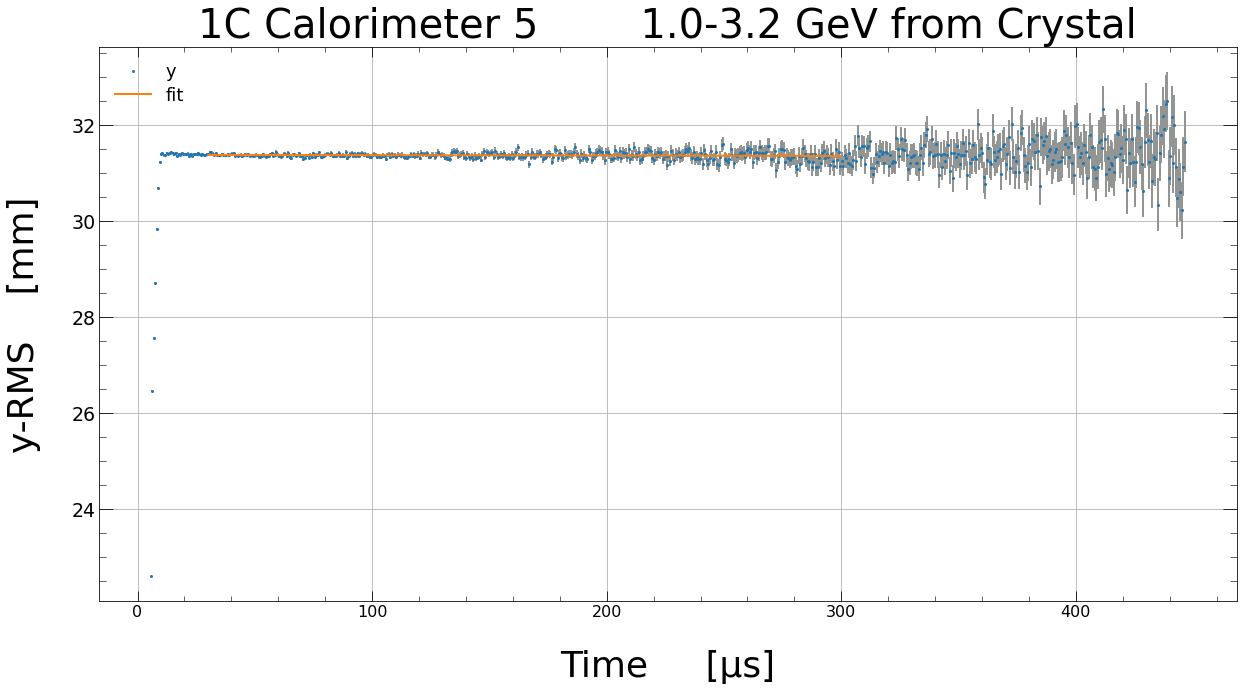 1C Calorimeter 5 1.0-3.2 GeV from Crystal
y
fit
32
30
28
26
24
y-RMS [mm]
0 100 200 300 400
Time [µs]